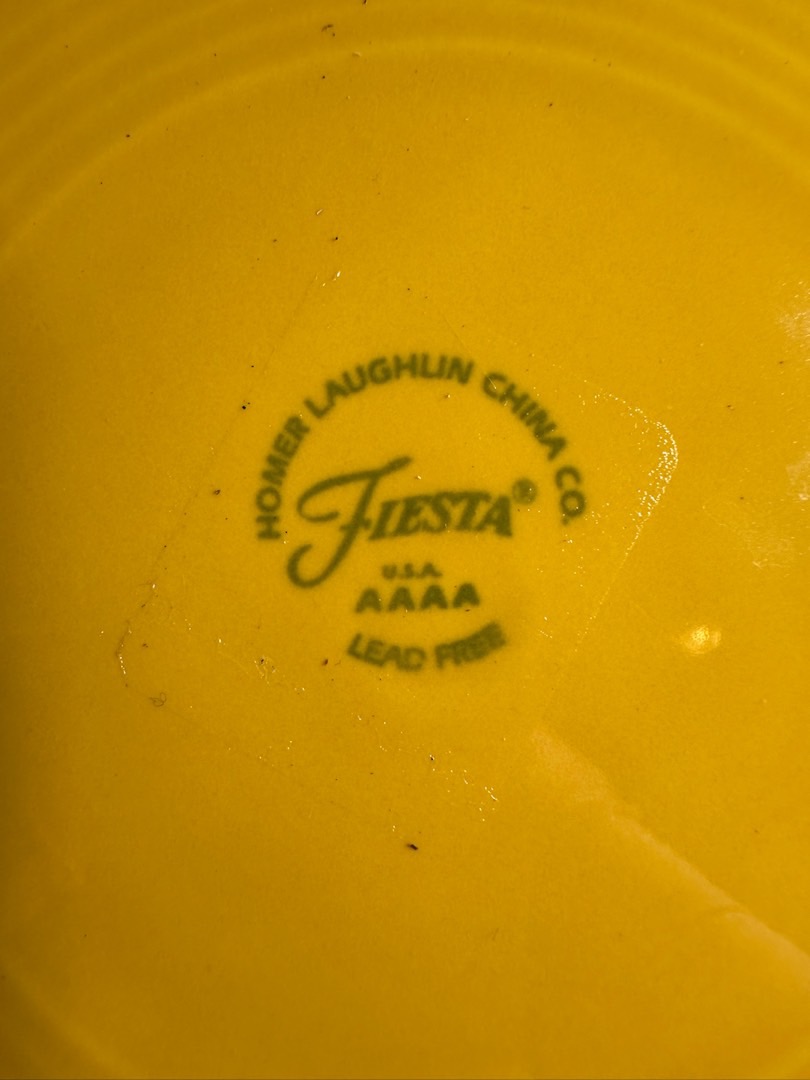 HOMER LAUGHLIN CHINA CO.
FIESTA®
U.S.A.
AAAA
LEAD FREE